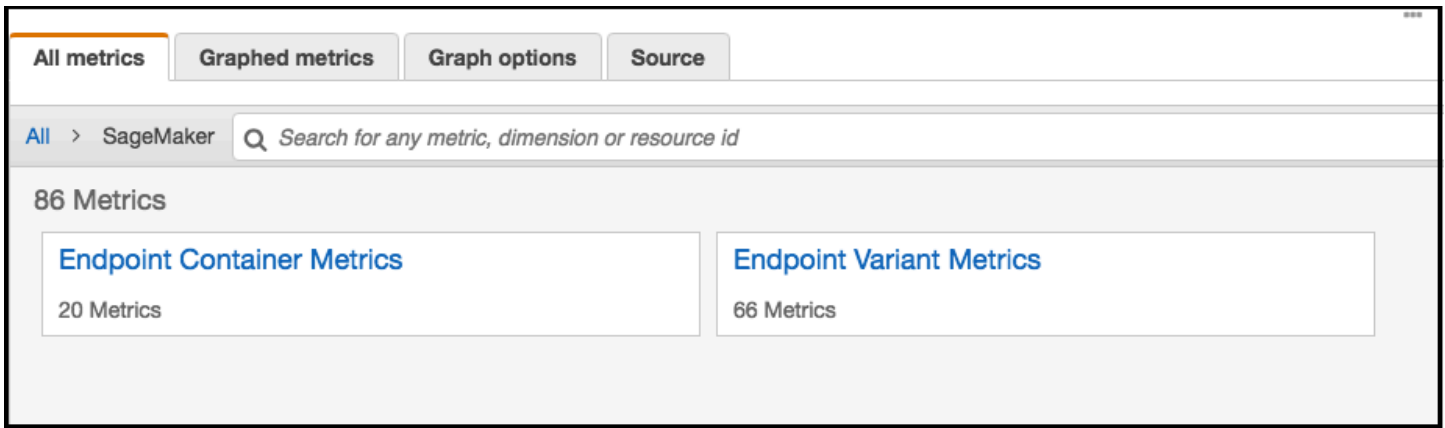 All metrics Graphed metrics Graph options Source
All > SageMaker Search for any metric, dimension or resource id
86 Metrics
Endpoint Container Metrics Endpoint Variant Metrics
20 Metrics 66 Metrics